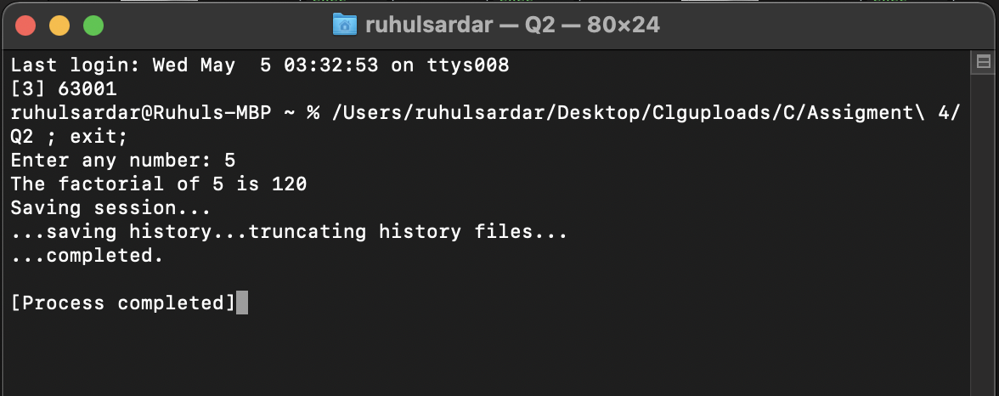 ruhulsardar — Q2 — 80×24
Last login: Wed May  5 03:32:53 on ttys008
[3] 63001
ruhulsardar@Ruhuls-MBP ~ % /Users/ruhulsardar/Desktop/Clguploads/C/Assigment\ 4/
Q2 ; exit;
Enter any number: 5
The factorial of 5 is 120
Saving session...
...saving history...truncating history files...
...completed.
[Process completed]